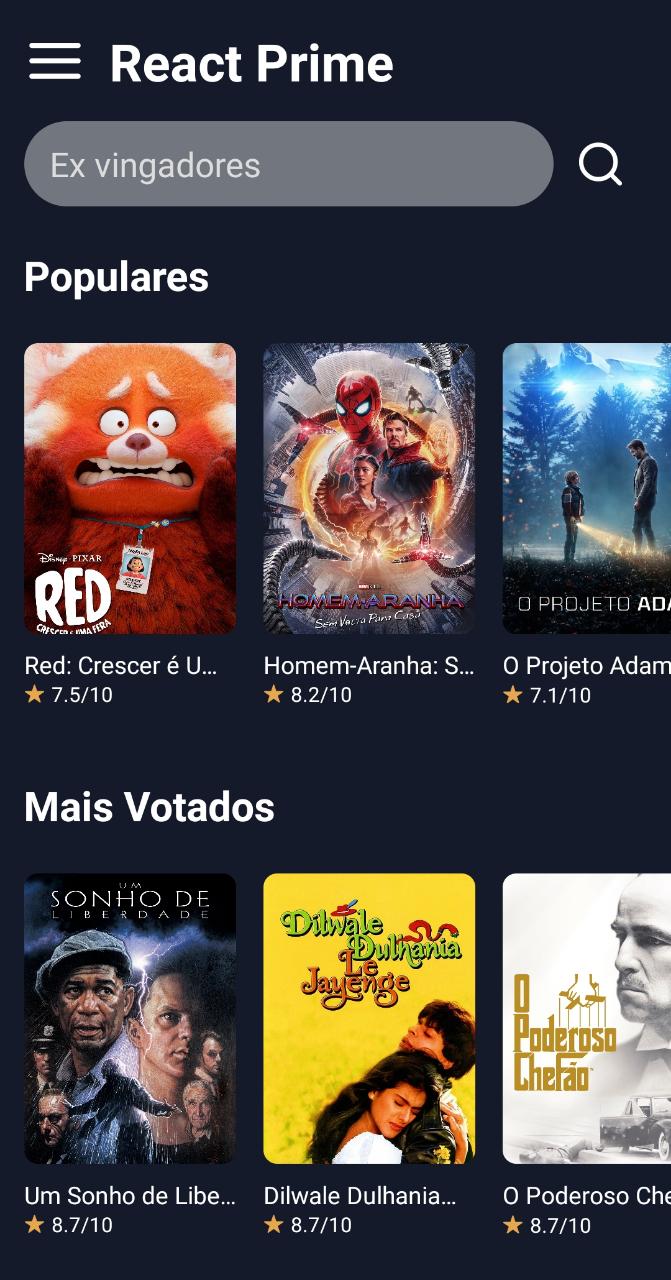 React Prime
Ex vingadores
Populares
Disney · PIXAR
RED
CRESCER É UMA FERA
HOMEM-ARANHA
Sem Volta Para Casa
O PROJETO ADA
Red: Crescer é U...
7.5/10
Homem-Aranha: S...
8.2/10
O Projeto Adam
7.1/10
Mais Votados
UM
SONHO DE
LIBERDADE
Dilwale
Dulhania
Le
Jayenge
O
Poderoso
Chefão
Um Sonho de Libe...
8.7/10
Dilwale Dulhania...
8.7/10
O Poderoso Che
8.7/10